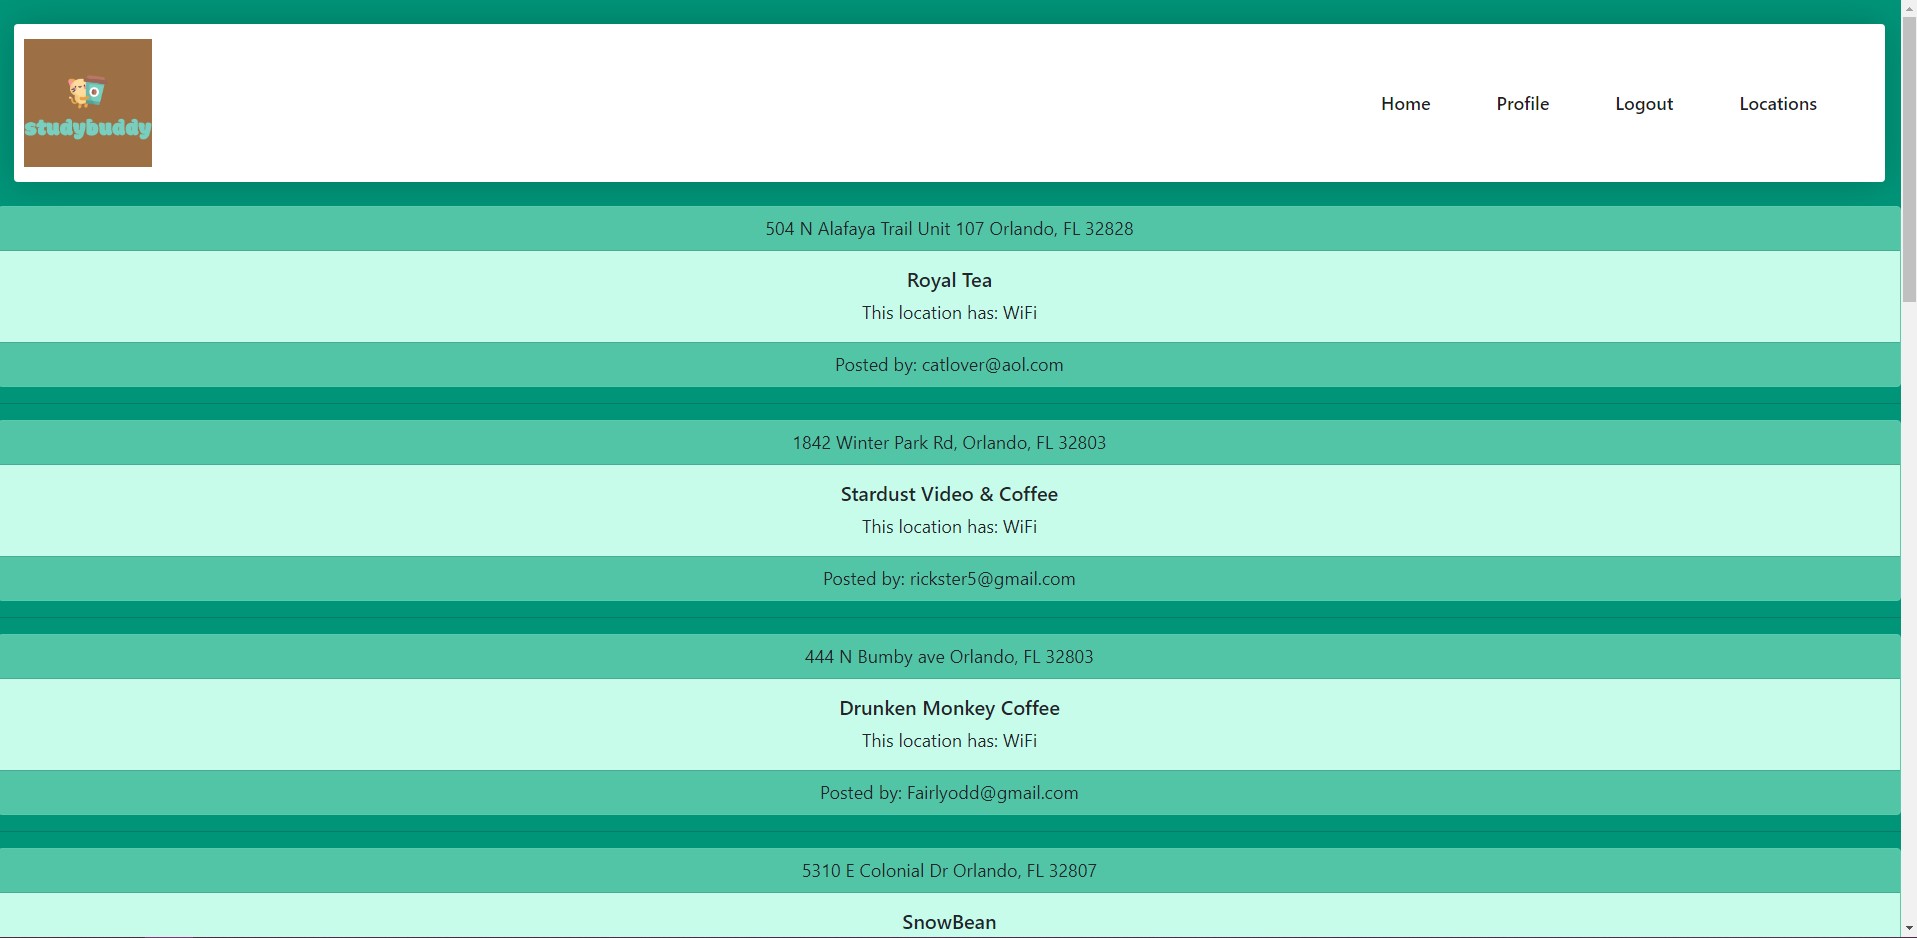 studybuddy
Home Profile Logout Locations
504 N Alafaya Trail Unit 107 Orlando, FL 32828
Royal Tea
This location has: WiFi
Posted by: catlover@aol.com
1842 Winter Park Rd, Orlando, FL 32803
Stardust Video & Coffee
This location has: WiFi
Posted by: rickster5@gmail.com
444 N Bumby ave Orlando, FL 32803
Drunken Monkey Coffee
This location has: WiFi
Posted by: Fairlyodd@gmail.com
5310 E Colonial Dr Orlando, FL 32807
SnowBean